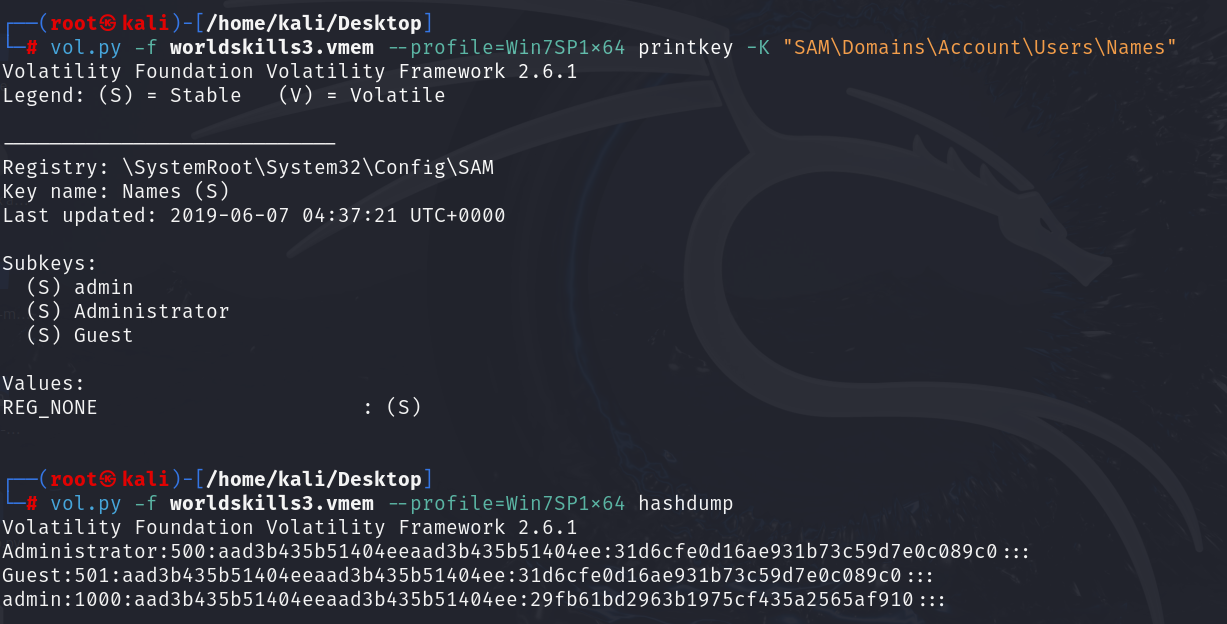 ┌──(root㉿kali)-[/home/kali/Desktop]
└─# vol.py -f worldskills3.vmem --profile=Win7SP1×64 printkey -K "SAM\Domains\Account\Users\Names"
Volatility Foundation Volatility Framework 2.6.1
Legend: (S) = Stable   (V) = Volatile

----------------------------
Registry: \SystemRoot\System32\Config\SAM
Key name: Names (S)
Last updated: 2019-06-07 04:37:21 UTC+0000

Subkeys:
  (S) admin
  (S) Administrator
  (S) Guest

Values:
REG_NONE                      : (S)

┌──(root㉿kali)-[/home/kali/Desktop]
└─# vol.py -f worldskills3.vmem --profile=Win7SP1×64 hashdump
Volatility Foundation Volatility Framework 2.6.1
Administrator:500:aad3b435b51404eeaad3b435b51404ee:31d6cfe0d16ae931b73c59d7e0c089c0:::
Guest:501:aad3b435b51404eeaad3b435b51404ee:31d6cfe0d16ae931b73c59d7e0c089c0:::
admin:1000:aad3b435b51404eeaad3b435b51404ee:29fb61bd2963b1975cf435a2565af910:::